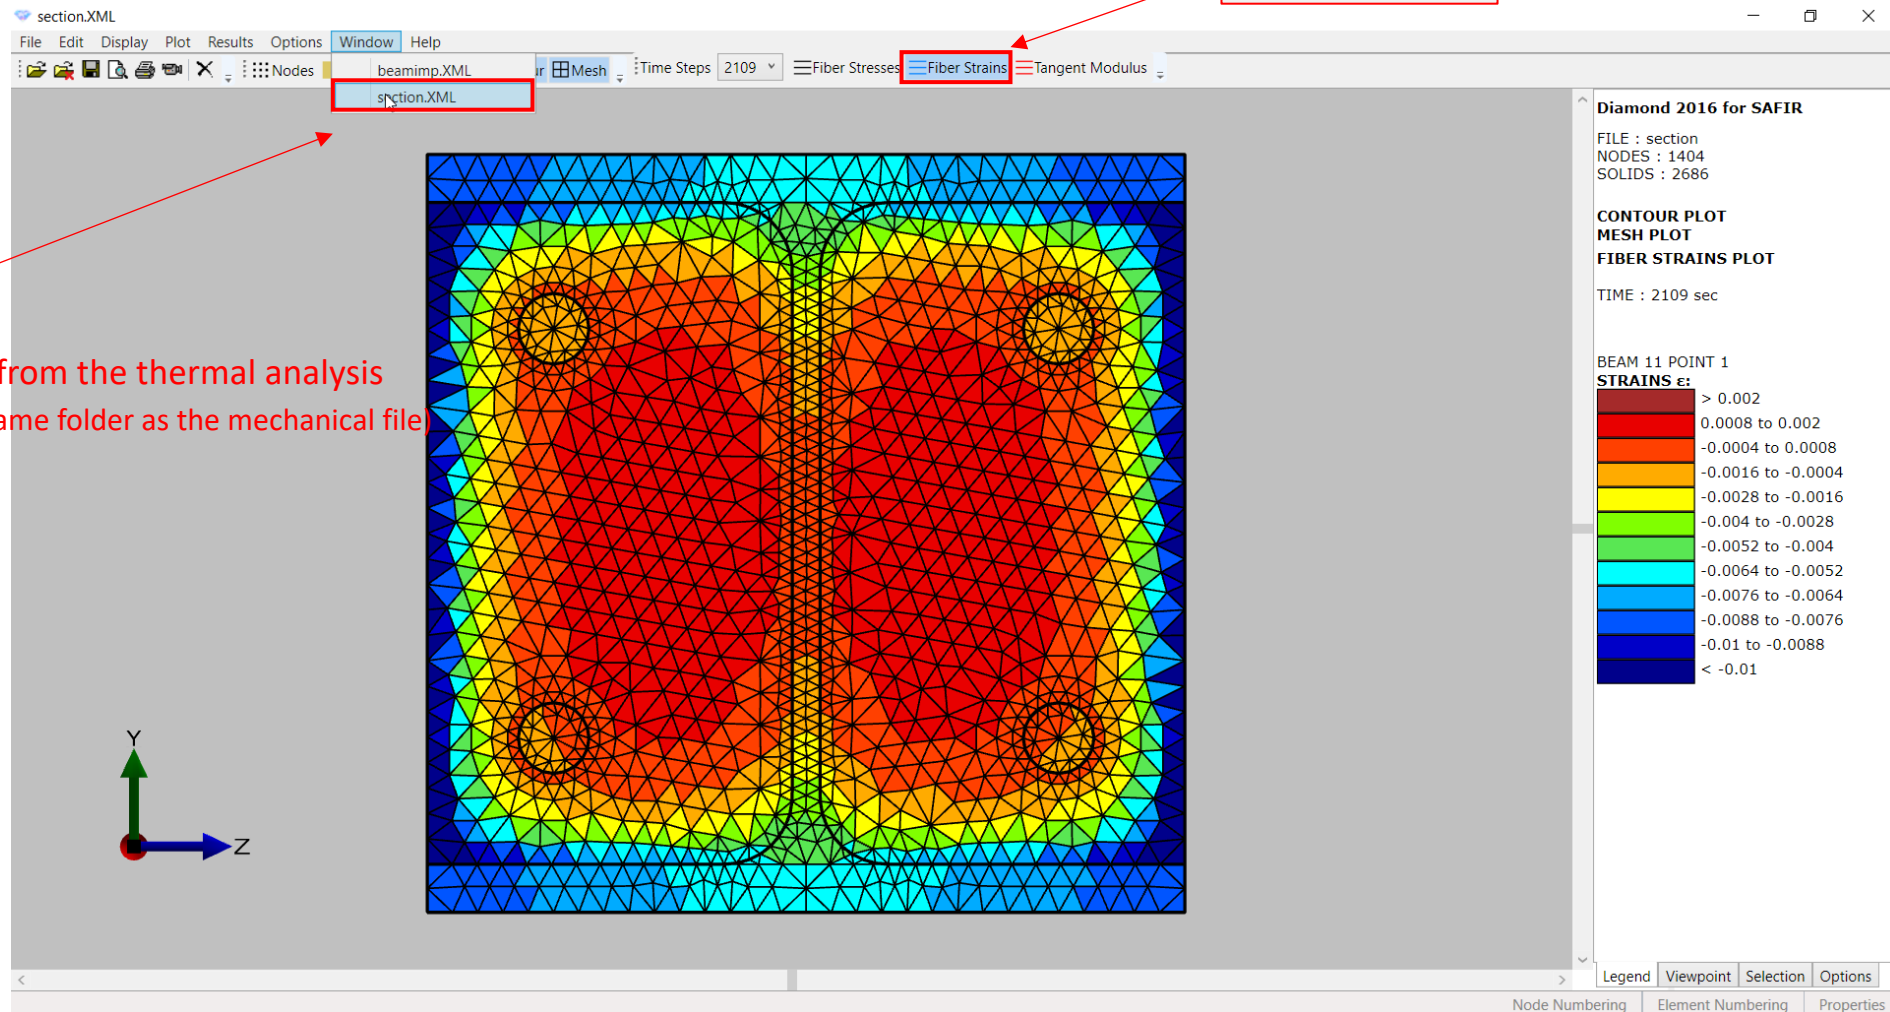 section.XML
File Edit Display Plot Results Options Window Help
Nodes
Mesh
Time Steps 2109
Fiber Stresses
Fiber Strains
Tangent Modulus
beamimp.XML
section.XML
from the thermal analysis
ame folder as the mechanical file)
Y
Z
Diamond 2016 for SAFIR
FILE : section
NODES : 1404
SOLIDS : 2686
CONTOUR PLOT
MESH PLOT
FIBER STRAINS PLOT
TIME : 2109 sec
BEAM 11 POINT 1
STRAINS ε:
> 0.002
0.0008 to 0.002
-0.0004 to 0.0008
-0.0016 to -0.0004
-0.0028 to -0.0016
-0.004 to -0.0028
-0.0052 to -0.004
-0.0064 to -0.0052
-0.0076 to -0.0064
-0.0088 to -0.0076
-0.01 to -0.0088
< -0.01
Legend Viewpoint Selection Options
Node Numbering Element Numbering Properties